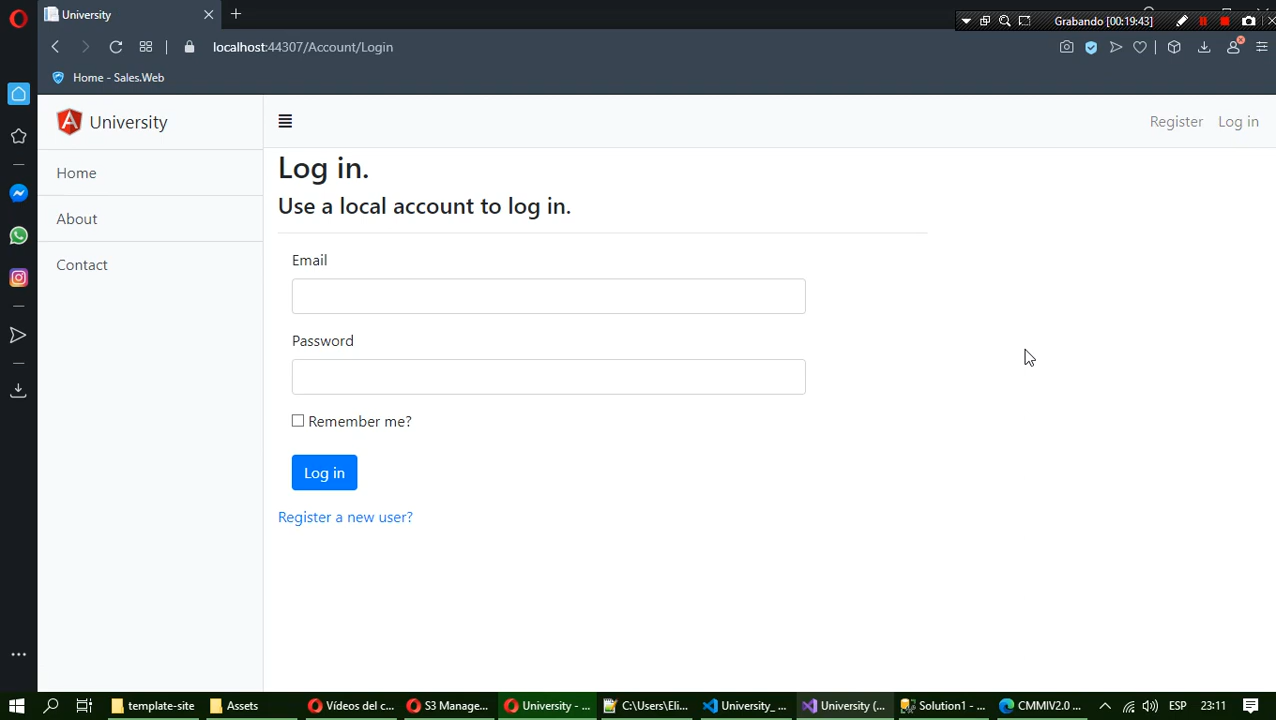 University
Grabando [00:19:43]
localhost:44307/Account/Login
Home - Sales.Web
University
Register
Log in
Home
About
Contact
Log in.
Use a local account to log in.
Email
Password
Remember me?
Log in
Register a new user?
template-site
Assets
Vídeos del c...
S3 Manage...
University - ...
C:\Users\Eli...
University_ ...
University (...
Solution1 - ...
CMMIV2.0 ...
ESP
23:11